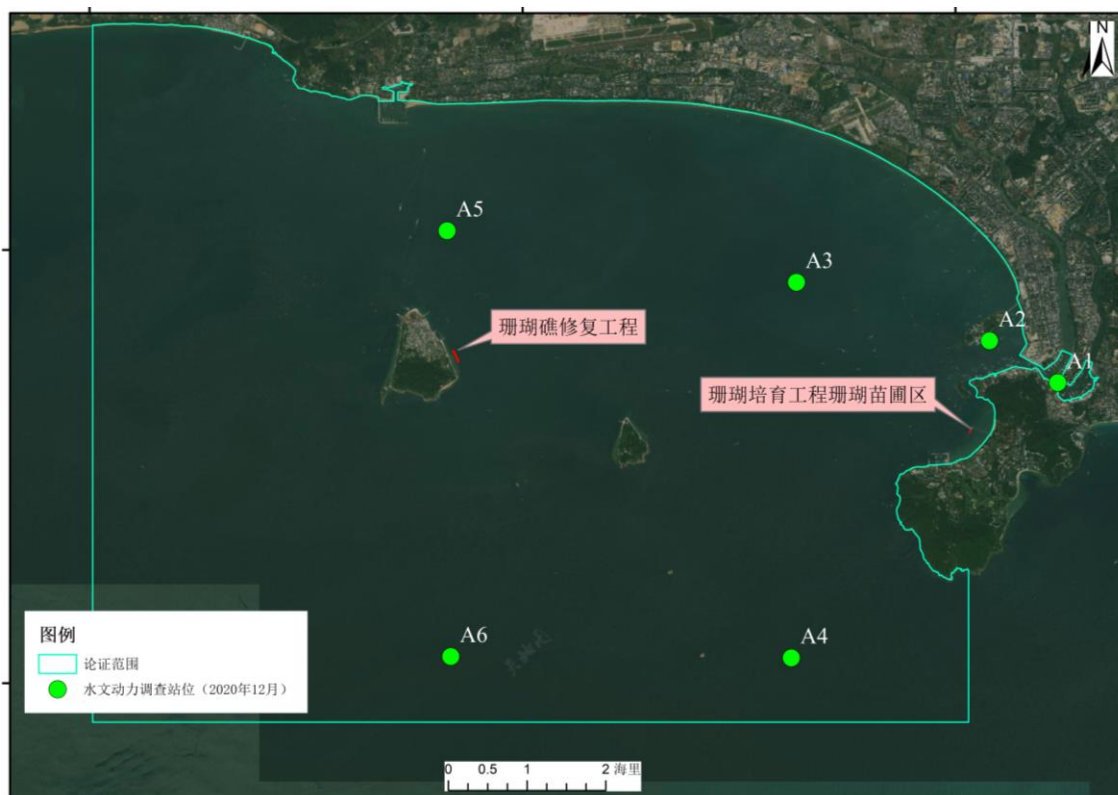 N
A5
A3
珊瑚礁修复工程
A2
A1
珊瑚培育工程珊瑚苗圃区
图例
论证范围
水文动力调查站位（2020年12月）
A6
A4
0 0.5 1 2 海里